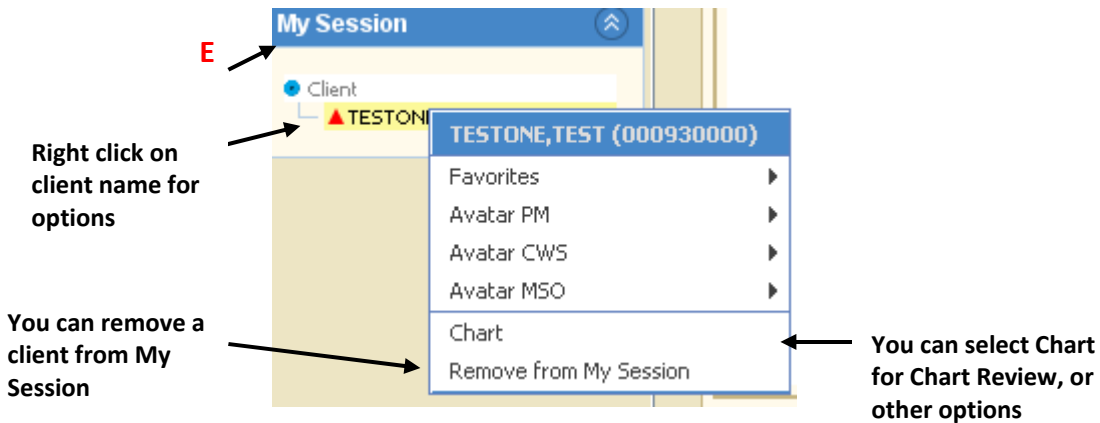 My Session
E
Client
TESTONE
Right click on
client name for
options
TESTONE,TEST (000930000)
Favorites
Avatar PM
Avatar CWS
Avatar MSO
Chart
Remove from My Session
You can remove a
client from My
Session
You can select Chart
for Chart Review, or
other options